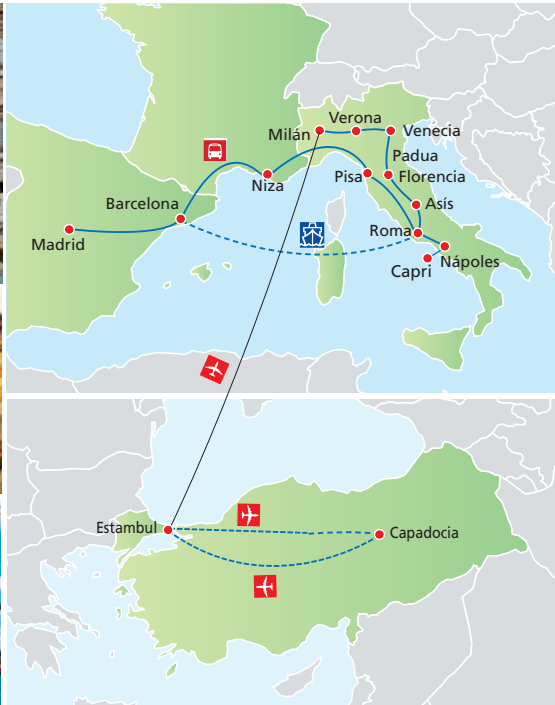 Verona
Milán
Venecia
Padua
Niza
Pisa
Florencia
Barcelona
Asís
Madrid
Roma
Nápoles
Capri
Estambul
Capadocia